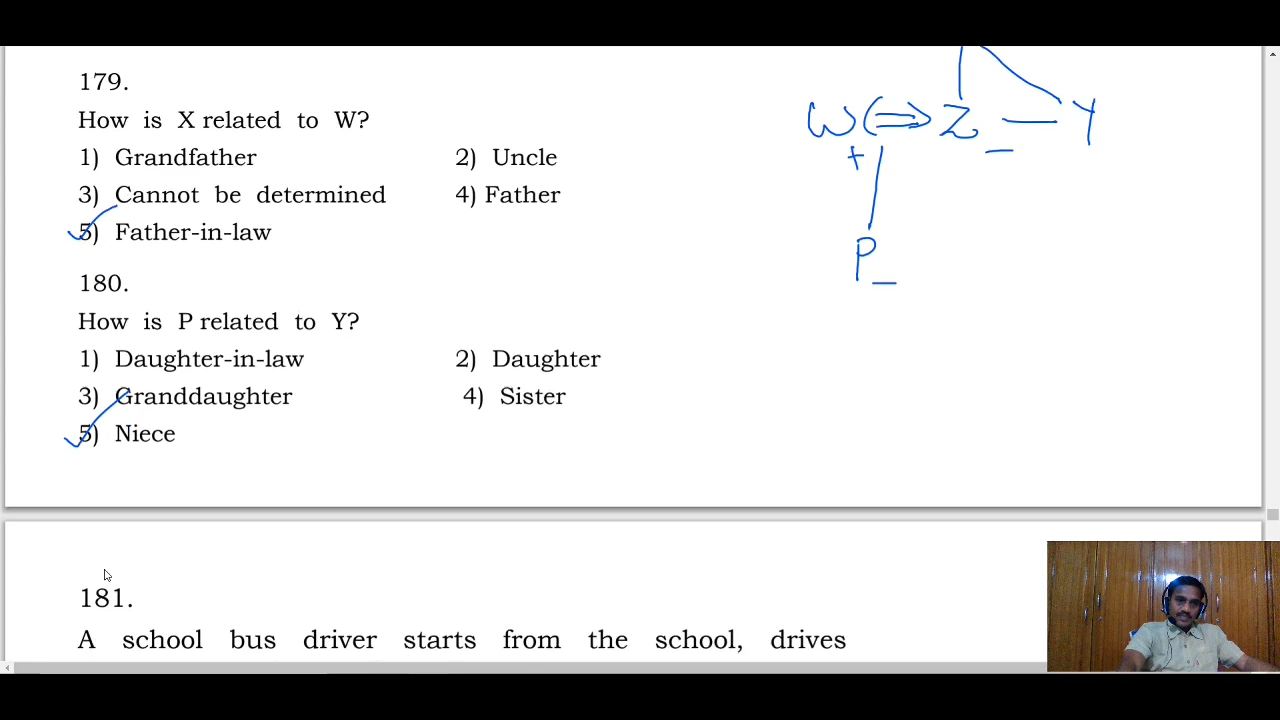 179.
How is X related to W?
1) Grandfather 2) Uncle
3) Cannot be determined 4) Father
5) Father-in-law
180.
How is P related to Y?
1) Daughter-in-law 2) Daughter
3) Granddaughter 4) Sister
5) Niece
181.
A school bus driver starts from the school, drives
W ⇔ Z — Y
+ –
P –